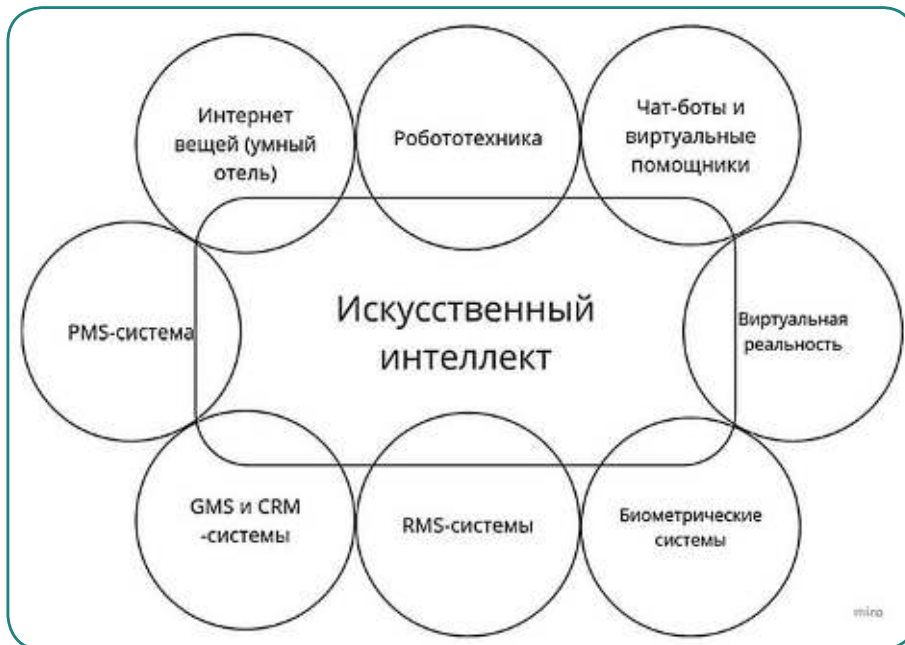 Интернет
вещей (умный
отель)
Робототехника
Чат-боты и
виртуальные
помощники
PMS-система
Искусственный
интеллект
Виртуальная
реальность
GMS и CRM
-системы
RMS-системы
Биометрические
системы
miro